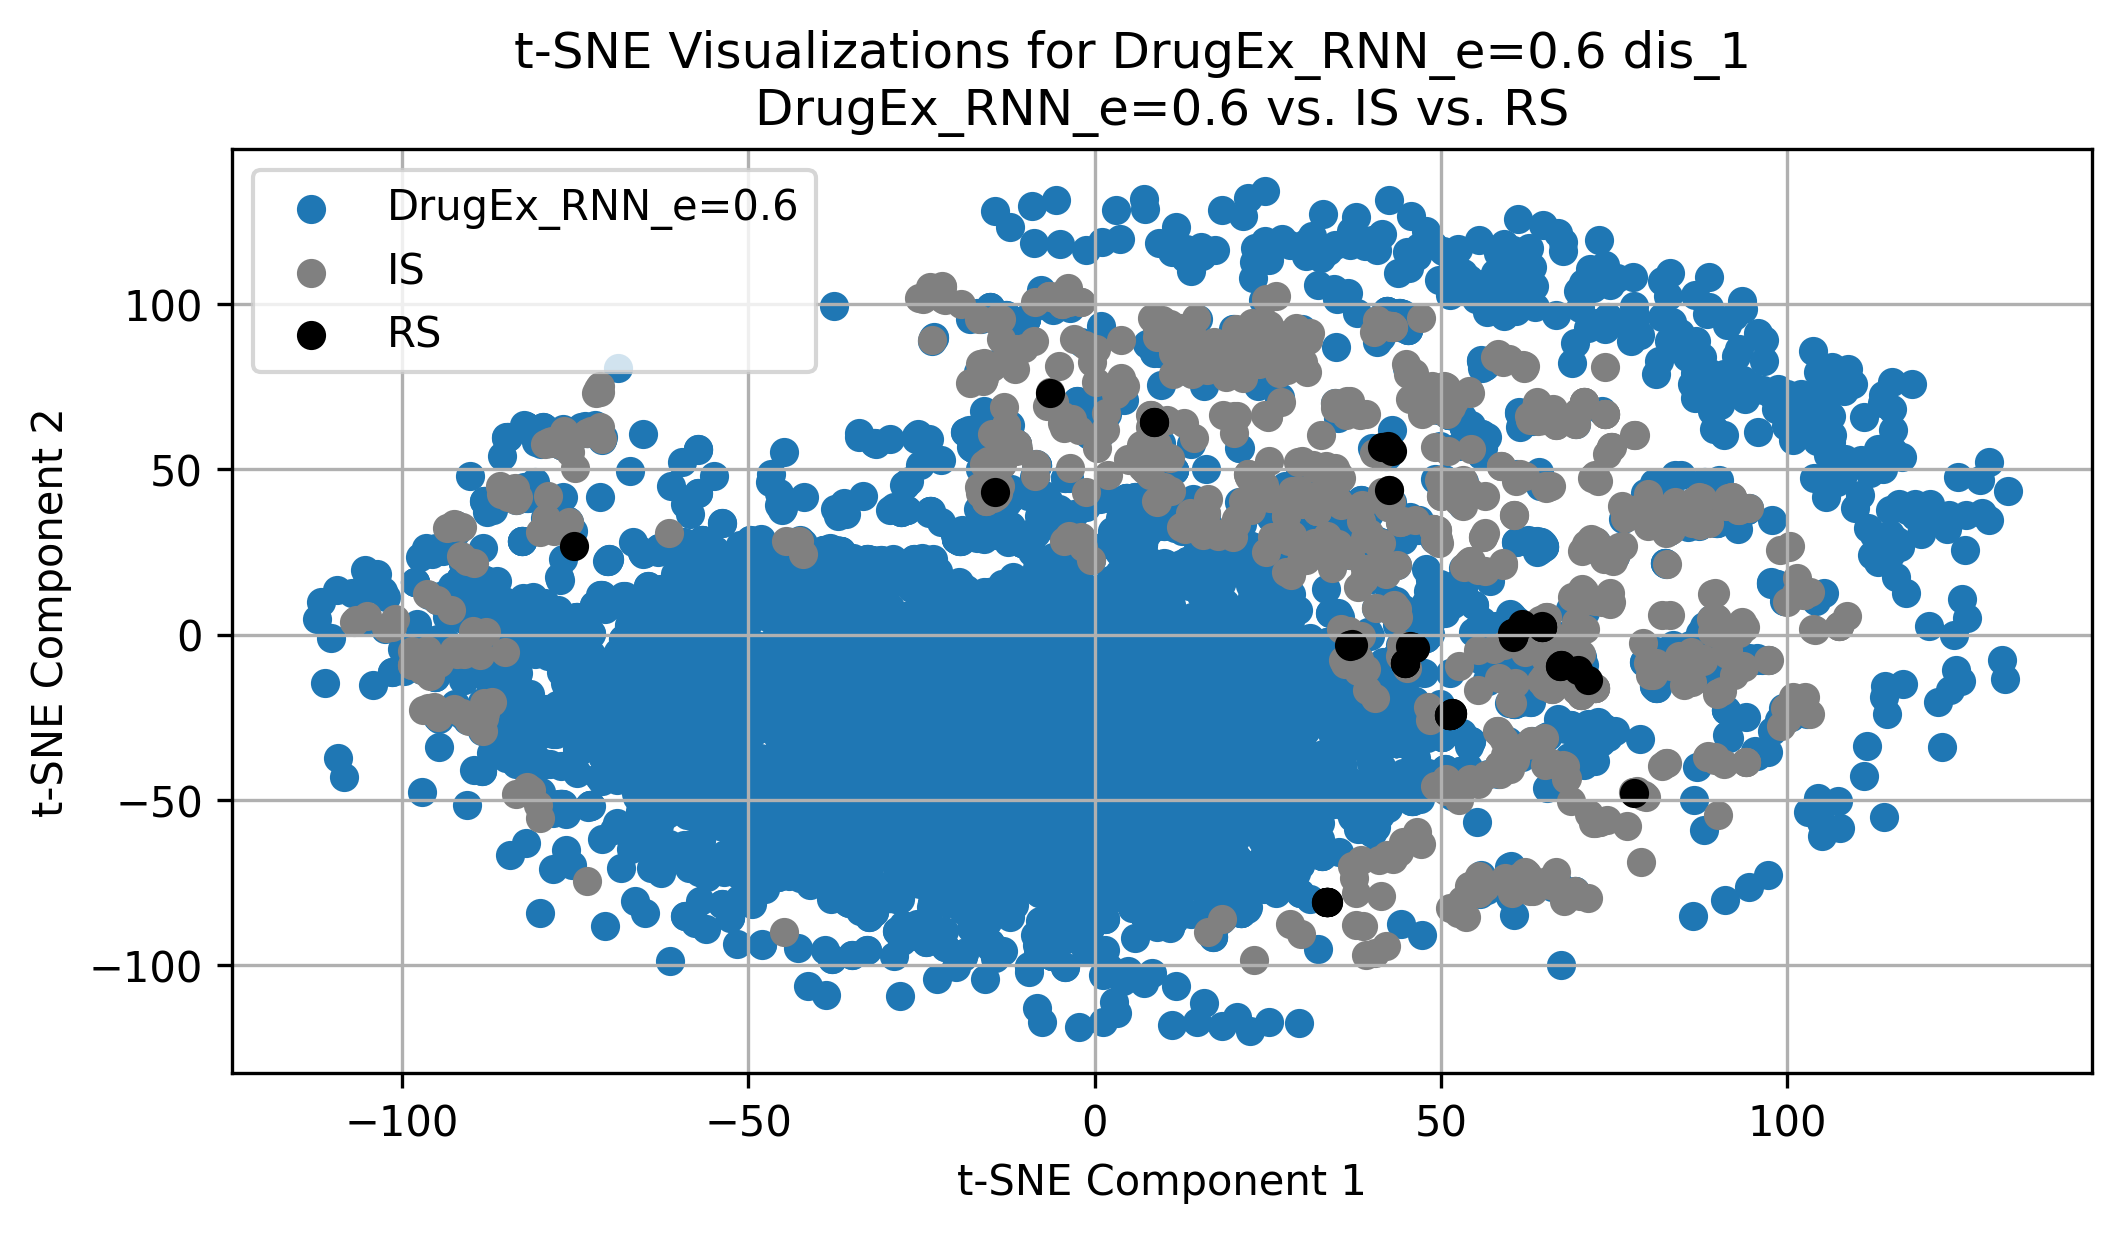 t-SNE Visualizations for DrugEx_RNN_e=0.6 dis_1
DrugEx_RNN_e=0.6 vs. IS vs. RS
DrugEx_RNN_e=0.6
IS
RS
100
50
0
−50
−100
t-SNE Component 2
−100
−50
0
50
100
t-SNE Component 1